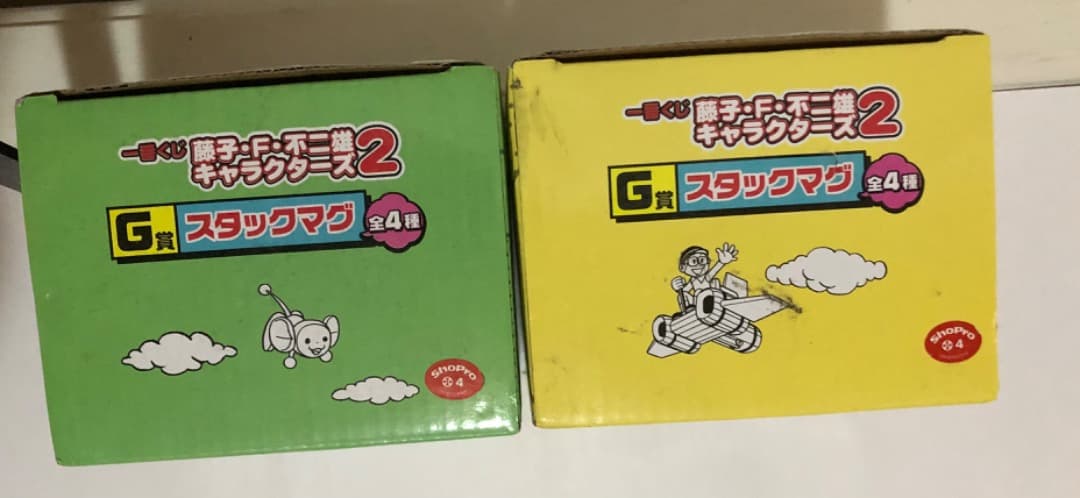 一番くじ 藤子・F・不二雄
キャラクターズ2
G賞 スタックマグ 全4種
ShoPro
4
一番くじ 藤子・F・不二雄
キャラクターズ2
G賞 スタックマグ 全4種
ShoPro
4